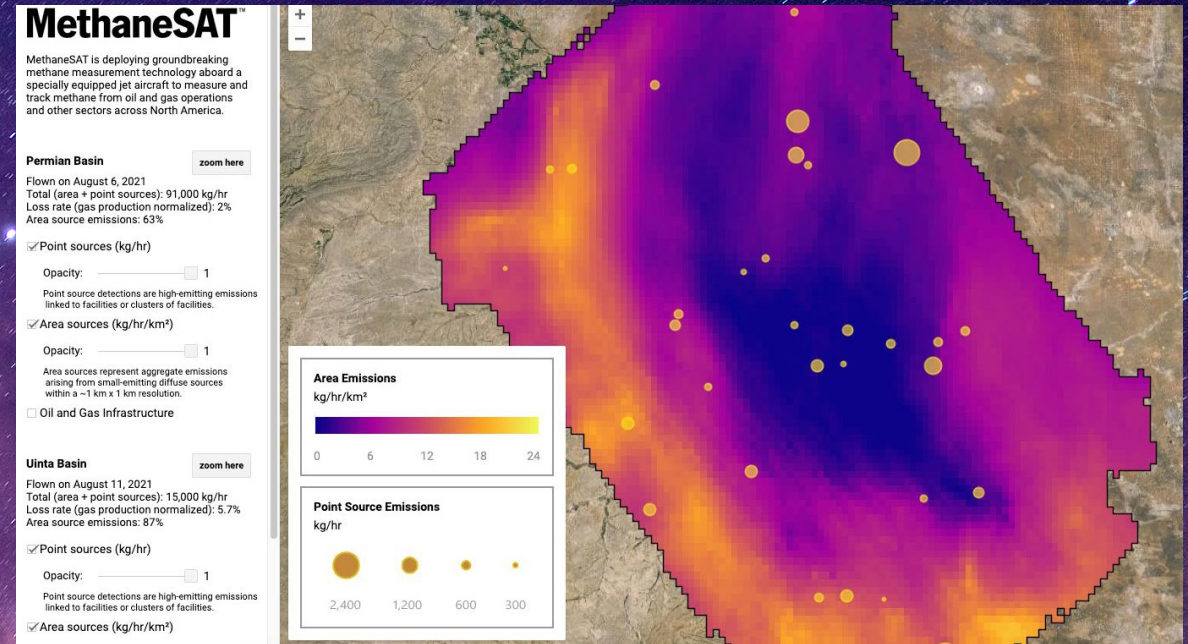 MethaneSAT™
MethaneSAT is deploying groundbreaking
methane measurement technology aboard a
specially equipped jet aircraft to measure and
track methane from oil and gas operations
and other sectors across North America.
Permian Basin
zoom here
Flown on August 6, 2021
Total (area + point sources): 91,000 kg/hr
Loss rate (gas production normalized): 2%
Area source emissions: 63%
Point sources (kg/hr)
Opacity: 1
Point source detections are high-emitting emissions
linked to facilities or clusters of facilities.
Area sources (kg/hr/km²)
Opacity: 1
Area sources represent aggregate emissions
arising from small-emitting diffuse sources
within a ~1 km x 1 km resolution.
Oil and Gas Infrastructure
Uinta Basin
zoom here
Flown on August 11, 2021
Total (area + point sources): 15,000 kg/hr
Loss rate (gas production normalized): 5.7%
Area source emissions: 87%
Point sources (kg/hr)
Opacity: 1
Point source detections are high-emitting emissions
linked to facilities or clusters of facilities.
Area sources (kg/hr/km²)
+
−
Area Emissions
kg/hr/km²
0 6 12 18 24
Point Source Emissions
kg/hr
2,400 1,200 600 300